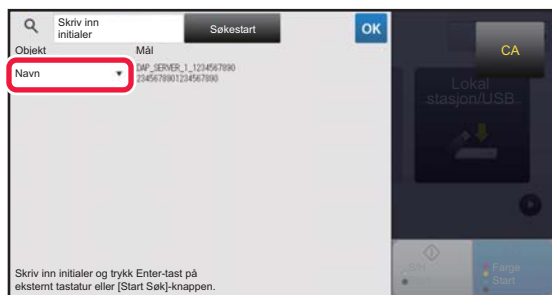 Skriv inn
initialer
Søkestart
OK
CA
Objekt
Mål
Navn
DAP_SERVER_1_1234567890
2345678901234567890
Lokal
stasjon/USB
S/H
Start
Farge
Start
Skriv inn initialer og trykk Enter-tast på
eksternt tastatur eller [Start Søk]-knappen.